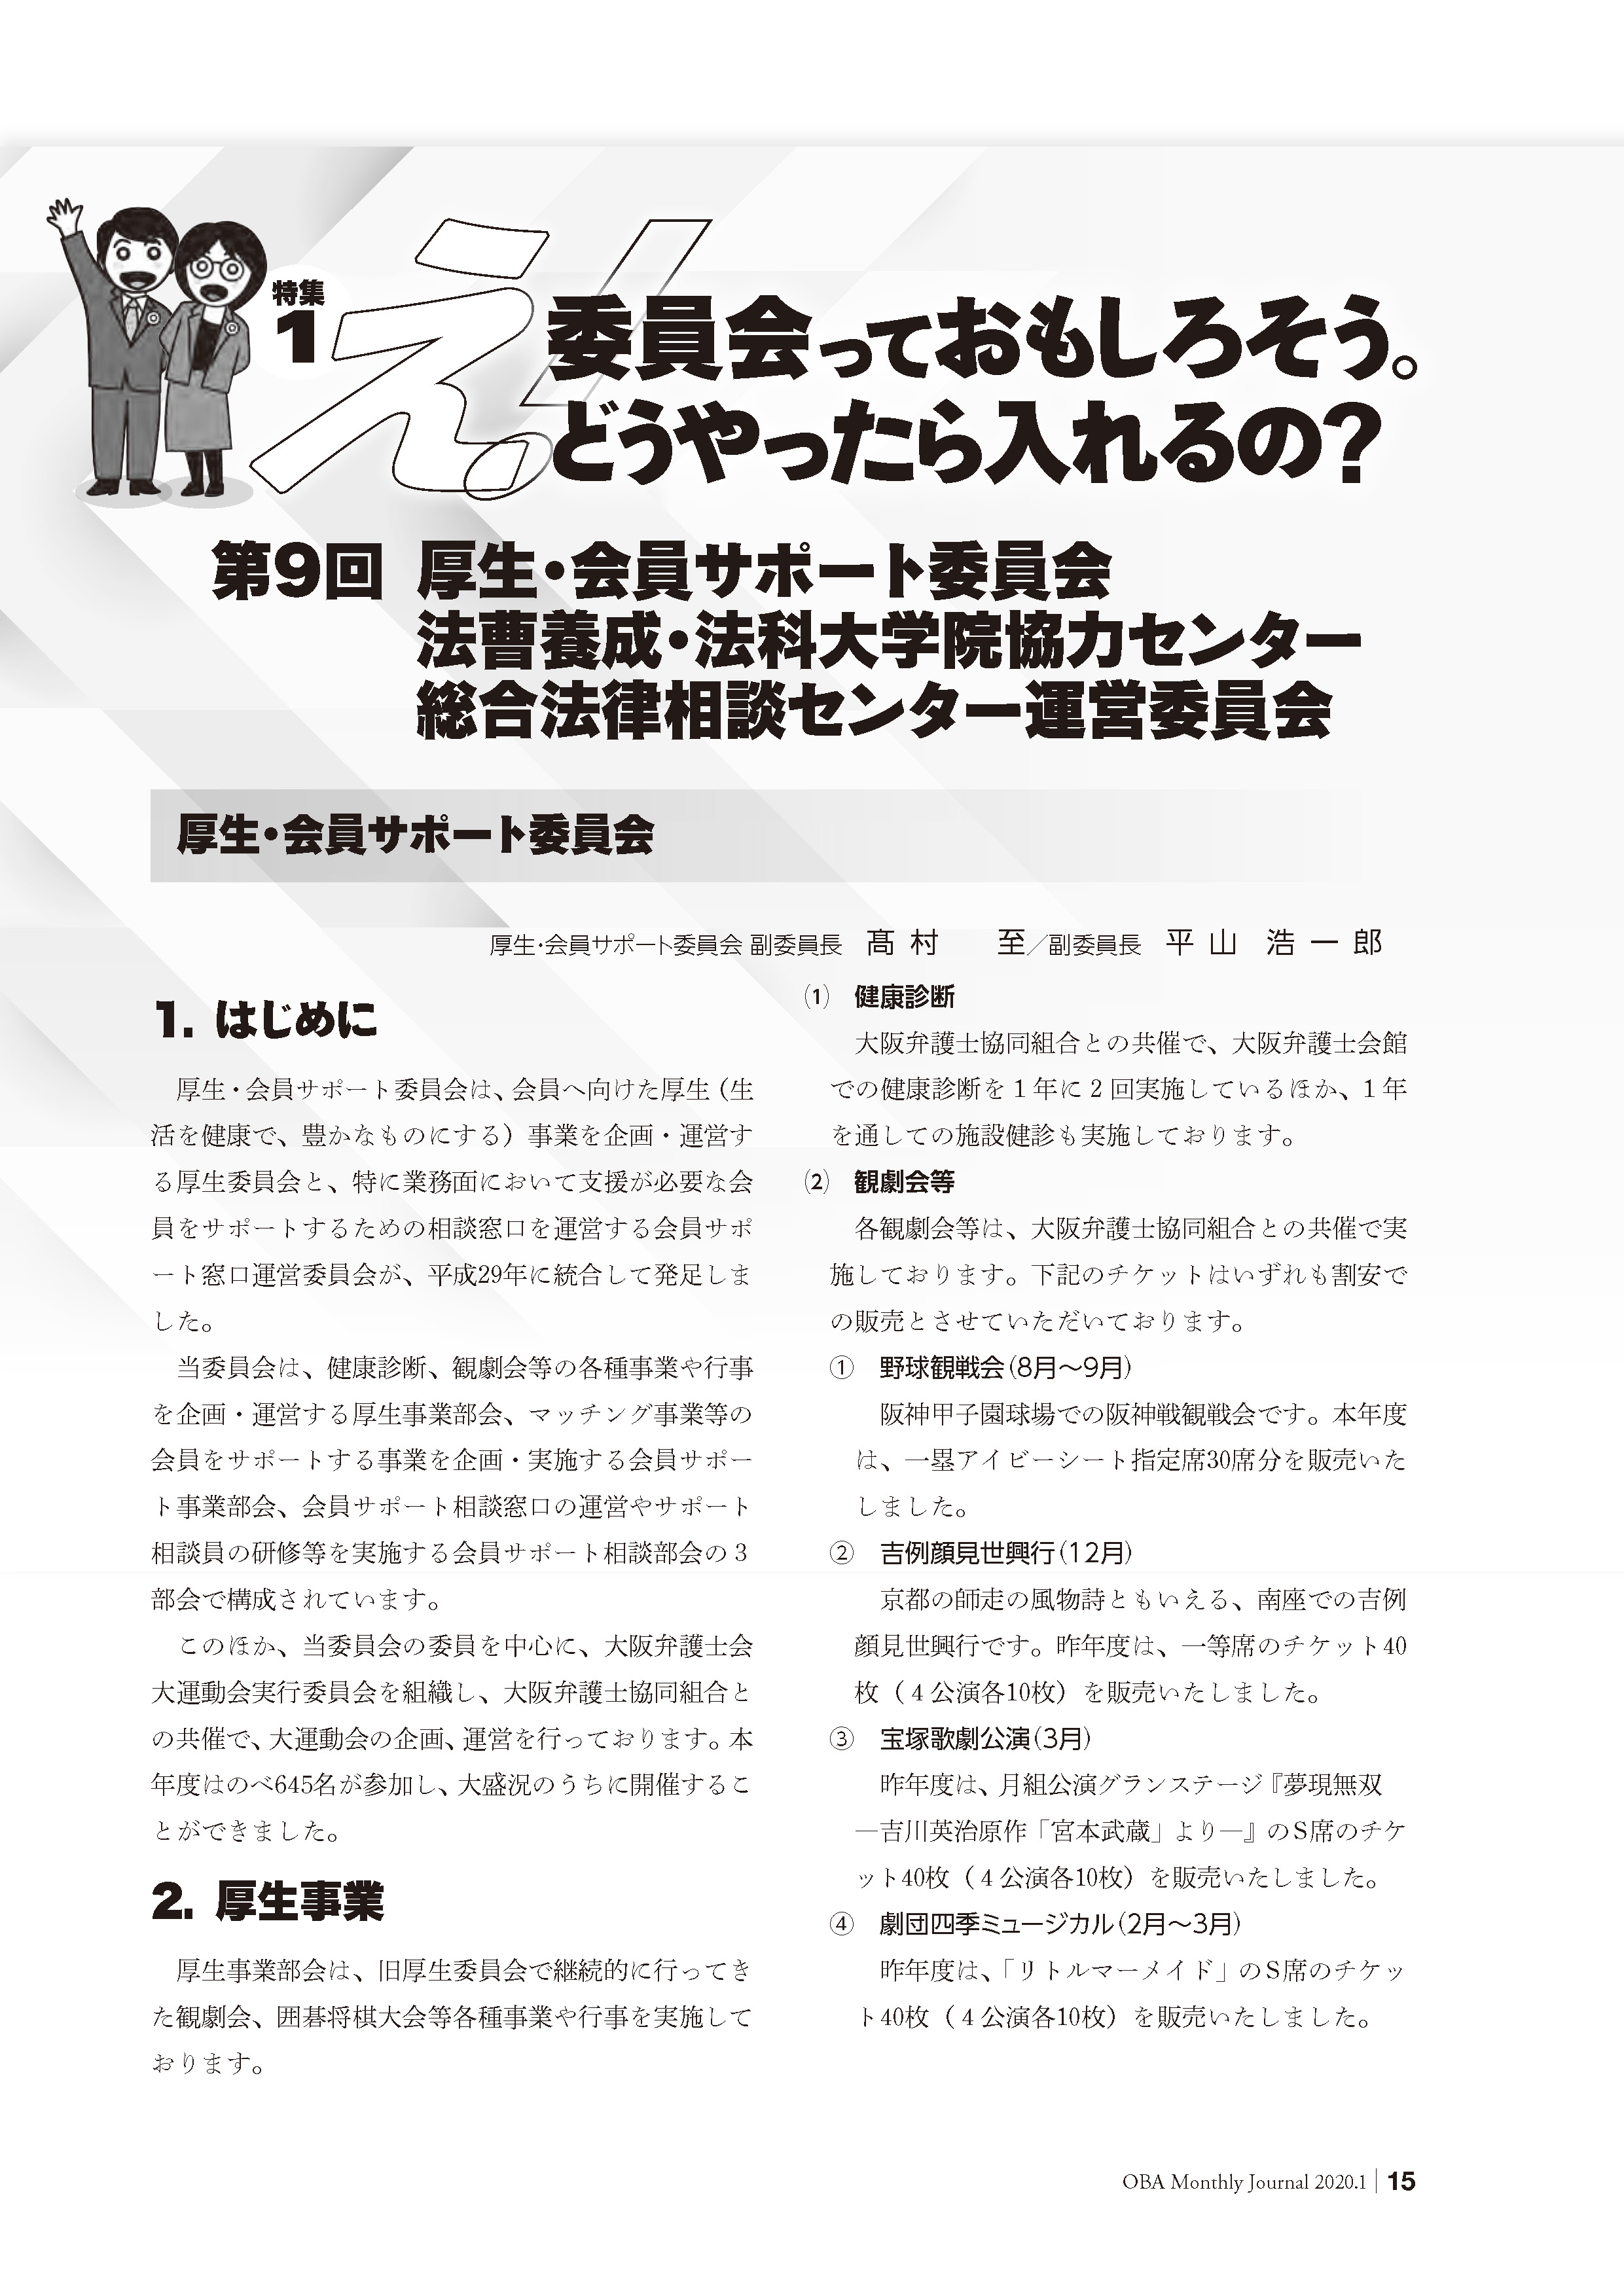 特集
1
え!
委員会っておもしろそう。
どうやったら入れるの?
第9回 厚生・会員サポート委員会
法曹養成・法科大学院協力センター
総合法律相談センター運営委員会
厚生・会員サポート委員会
厚生・会員サポート委員会 副委員長 髙村 至／副委員長 平山 浩一郎
1. はじめに
厚生・会員サポート委員会は、会員へ向けた厚生（生
活を健康で、豊かなものにする）事業を企画・運営す
る厚生委員会と、特に業務面において支援が必要な会
員をサポートするための相談窓口を運営する会員サポ
ート窓口運営委員会が、平成29年に統合して発足しま
した。
当委員会は、健康診断、観劇会等の各種事業や行事
を企画・運営する厚生事業部会、マッチング事業等の
会員をサポートする事業を企画・実施する会員サポー
ト事業部会、会員サポート相談窓口の運営やサポート
相談員の研修等を実施する会員サポート相談部会の３
部会で構成されています。
このほか、当委員会の委員を中心に、大阪弁護士会
大運動会実行委員会を組織し、大阪弁護士協同組合と
の共催で、大運動会の企画、運営を行っております。本
年度はのべ645名が参加し、大盛況のうちに開催するこ
とができました。
2. 厚生事業
厚生事業部会は、旧厚生委員会で継続的に行ってき
た観劇会、囲碁将棋大会等各種事業や行事を実施して
おります。
⑴ 健康診断
大阪弁護士協同組合との共催で、大阪弁護士会館
での健康診断を１年に２回実施しているほか、１年
を通しての施設健診も実施しております。
⑵ 観劇会等
各観劇会等は、大阪弁護士協同組合との共催で実
施しております。下記のチケットはいずれも割安で
の販売とさせていただいております。
① 野球観戦会（8月〜9月）
阪神甲子園球場での阪神戦観戦会です。本年度
は、一塁アイビーシート指定席30席分を販売いた
しました。
② 吉例顔見世興行（12月）
京都の師走の風物詩ともいえる、南座での吉例
顔見世興行です。昨年度は、一等席のチケット40
枚（４公演各10枚）を販売いたしました。
③ 宝塚歌劇公演（3月）
昨年度は、月組公演グランステージ『夢現無双
―吉川英治原作「宮本武蔵」より―』のＳ席のチケ
ット40枚（４公演各10枚）を販売いたしました。
④ 劇団四季ミュージカル（2月〜3月）
昨年度は、「リトルマーメイド」のＳ席のチケッ
ト40枚（４公演各10枚）を販売いたしました。
OBA Monthly Journal 2020.1 | 15